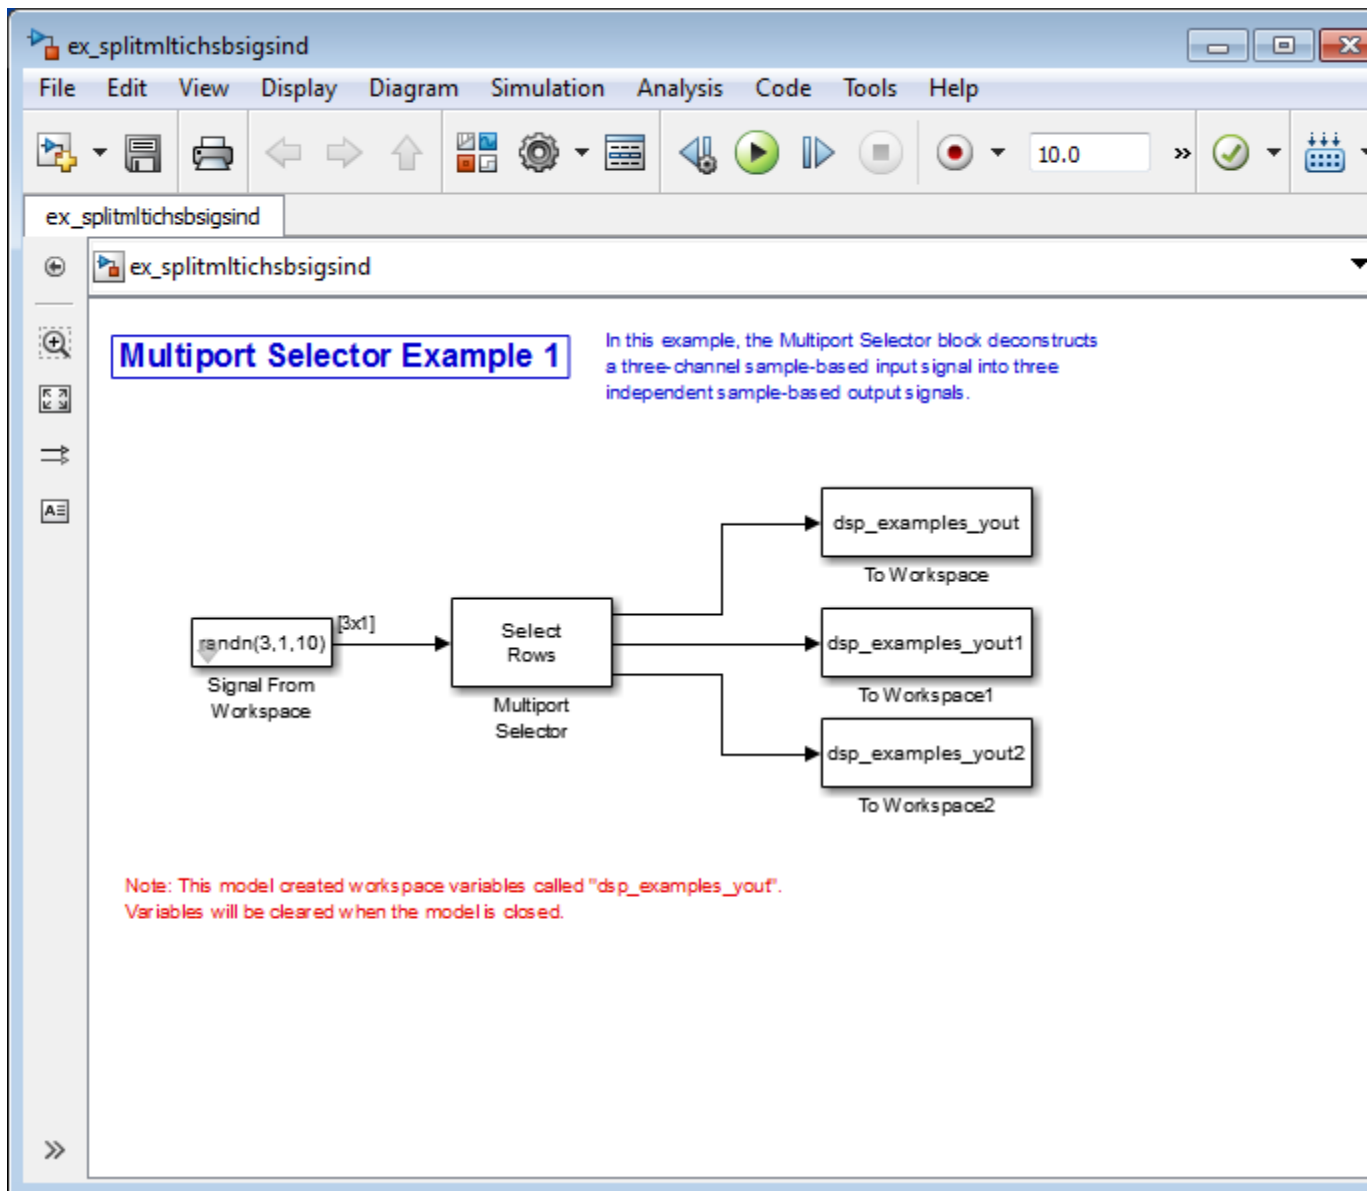 ex_splitmltichsbsigsind
File Edit View Display Diagram Simulation Analysis Code Tools Help
10.0
ex_splitmltichsbsigsind
ex_splitmltichsbsigsind
Multiport Selector Example 1
In this example, the Multiport Selector block deconstructs
a three-channel sample-based input signal into three
independent sample-based output signals.
randn(3,1,10)
[3x1]
Signal From
Workspace
Select
Rows
Multiport
Selector
dsp_examples_yout
To Workspace
dsp_examples_yout1
To Workspace1
dsp_examples_yout2
To Workspace2
Note: This model created workspace variables called "dsp_examples_yout".
Variables will be cleared when the model is closed.